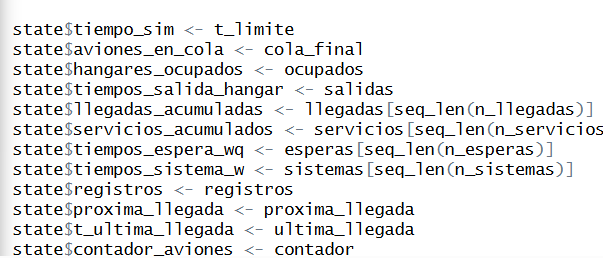 state$tiempo_sim <- t_limite
state$aviones_en_cola <- cola_final
state$hangares_ocupados <- ocupados
state$tiempos_salida_hangar <- salidas
state$llegadas_acumuladas <- llegadas[seq_len(n_llegadas)]
state$servicios_acumulados <- servicios[seq_len(n_servicios
state$tiempos_espera_wq <- esperas[seq_len(n_esperas)]
state$tiempos_sistema_w <- sistemas[seq_len(n_sistemas)]
state$registros <- registros
state$proxima_llegada <- proxima_llegada
state$t_ultima_llegada <- ultima_llegada
state$contador_aviones <- contador